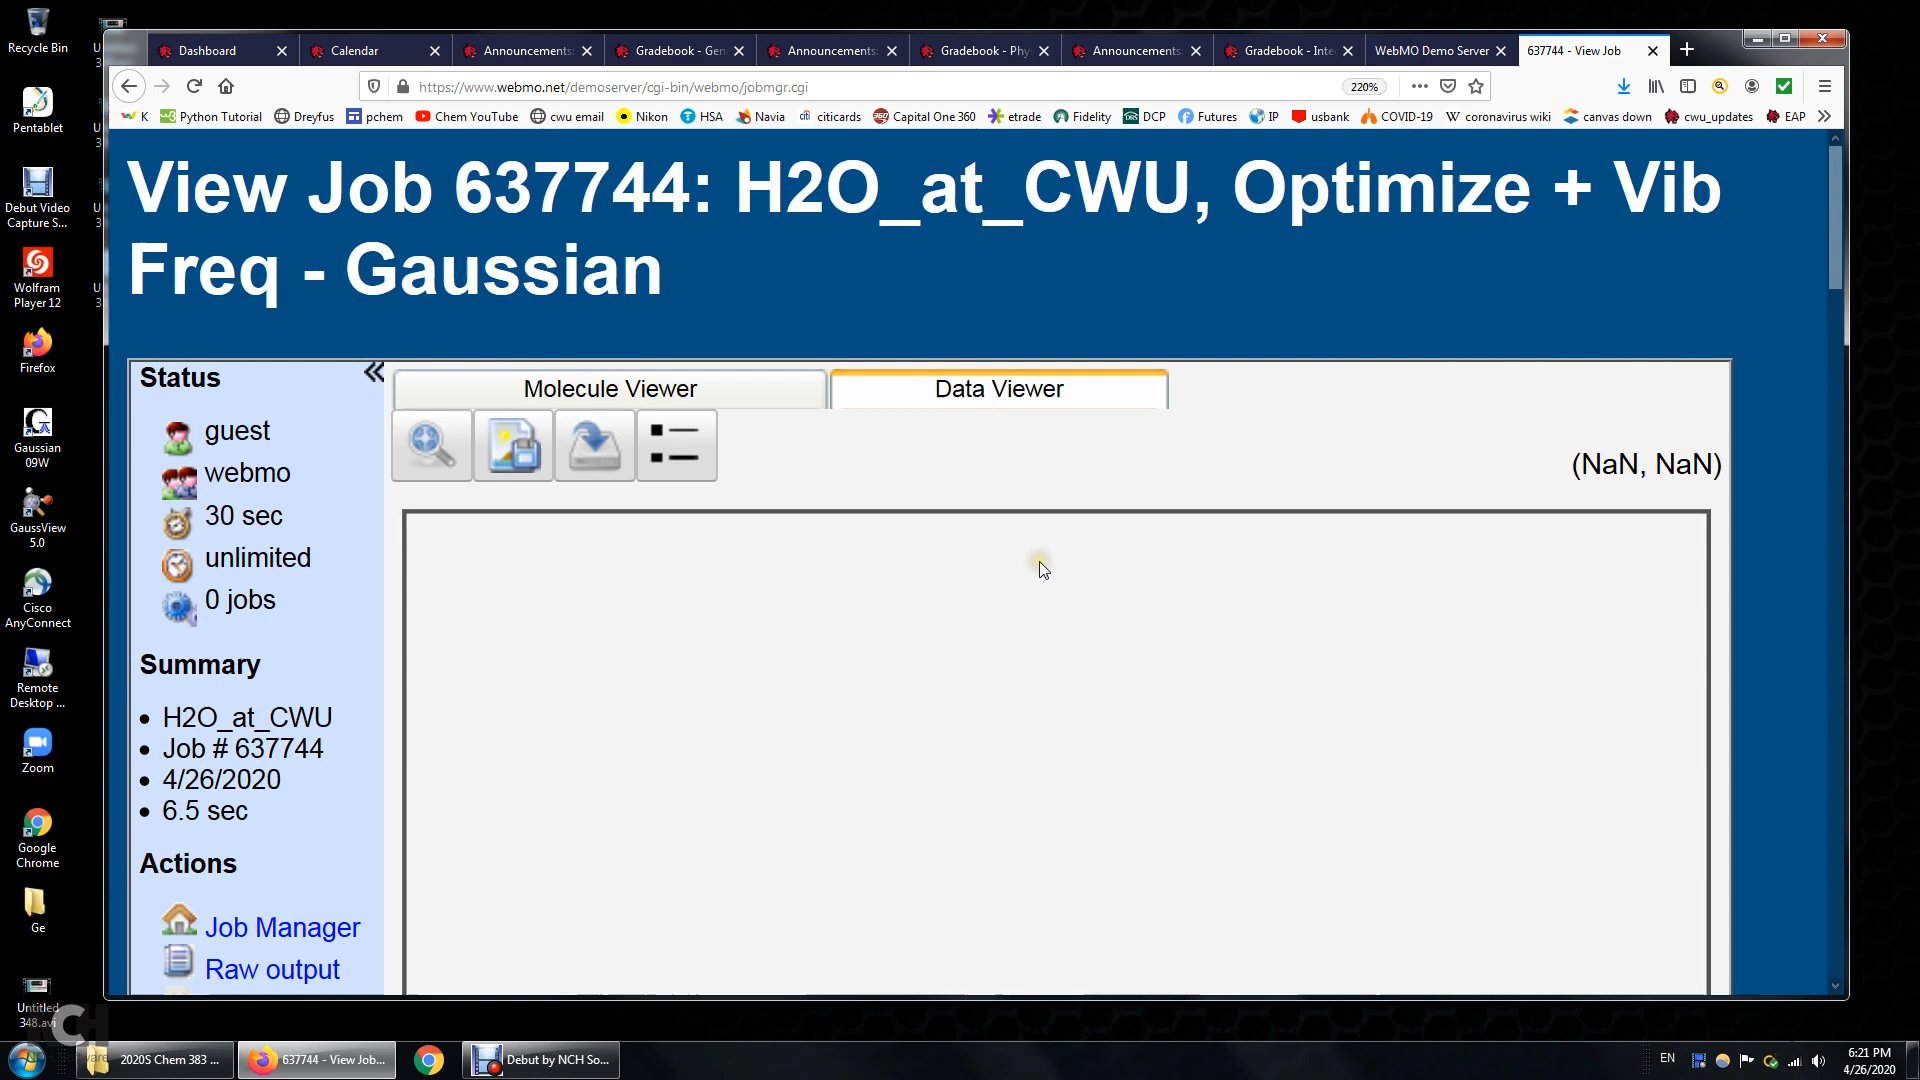 Recycle Bin
Pentablet
Debut Video
Capture S...
Wolfram
Player 12
Firefox
Gaussian
09W
GaussView
5.0
Cisco
AnyConnect
Remote
Desktop ...
Zoom
Google
Chrome
Ge
Untitled
348.avi
Dashboard
Calendar
Announcements
Gradebook - Gen
Announcements:
Gradebook - Phys
Announcements:
Gradebook - Inte
WebMO Demo Server
637744 - View Job
https://www.webmo.net/demoserver/cgi-bin/webmo/jobmgr.cgi
220%
K
Python Tutorial
Dreyfus
pchem
Chem YouTube
cwu email
Nikon
HSA
Navia
citicards
Capital One 360
etrade
Fidelity
DCP
Futures
IP
usbank
COVID-19
coronavirus wiki
canvas down
cwu_updates
EAP
View Job 637744: H2O_at_CWU, Optimize + Vib
Freq - Gaussian
Status
guest
webmo
30 sec
unlimited
0 jobs
Summary
H2O_at_CWU
Job # 637744
4/26/2020
6.5 sec
Actions
Job Manager
Raw output
Molecule Viewer
Data Viewer
(NaN, NaN)
2020S Chem 383 ...
637744 - View Job...
Debut by NCH So...
EN
6:21 PM
4/26/2020